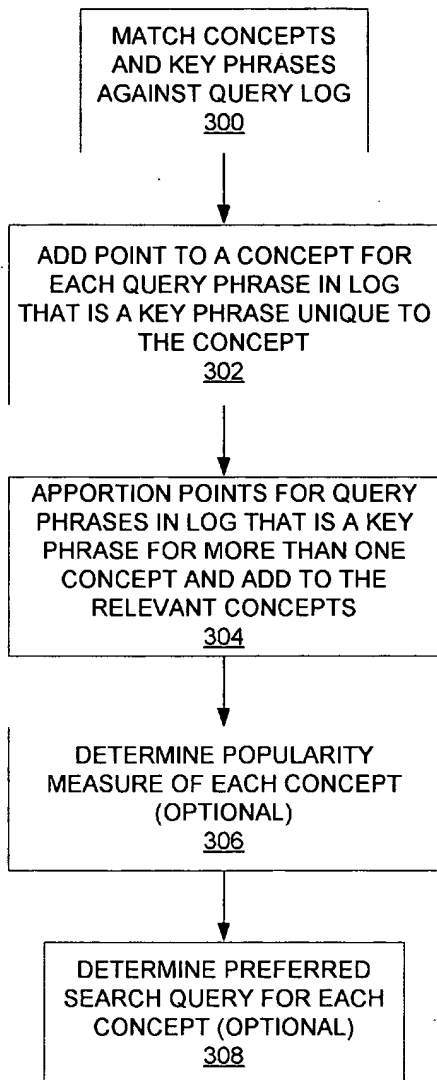 MATCH CONCEPTS
AND KEY PHRASES
AGAINST QUERY LOG
300
ADD POINT TO A CONCEPT FOR
EACH QUERY PHRASE IN LOG
THAT IS A KEY PHRASE UNIQUE TO
THE CONCEPT
302
APPORTION POINTS FOR QUERY
PHRASES IN LOG THAT IS A KEY
PHRASE FOR MORE THAN ONE
CONCEPT AND ADD TO THE
RELEVANT CONCEPTS
304
DETERMINE POPULARITY
MEASURE OF EACH CONCEPT
(OPTIONAL)
306
DETERMINE PREFERRED
SEARCH QUERY FOR EACH
CONCEPT (OPTIONAL)
308